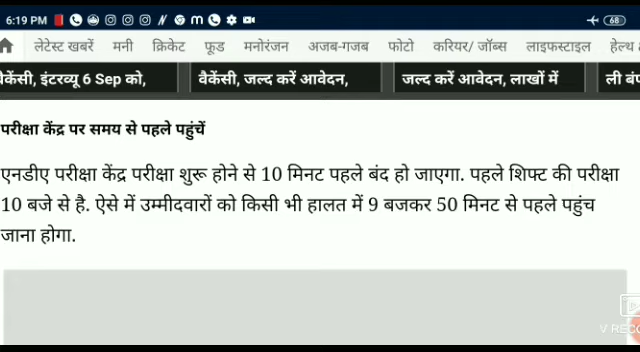 6:19 PM 68
लेटेस्ट खबरें मनी क्रिकेट फूड मनोरंजन अजब-गजब फोटो करियर/ जॉब्स लाइफस्टाइल हेल्थ
वैकेंसी, इंटरव्यू 6 Sep को, वैकेंसी, जल्द करें आवेदन, जल्द करें आवेदन, लाखों में ली बंप
परीक्षा केंद्र पर समय से पहले पहुंचें
एनडीए परीक्षा केंद्र परीक्षा शुरू होने से 10 मिनट पहले बंद हो जाएगा. पहले शिफ्ट की परीक्षा
10 बजे से है. ऐसे में उम्मीदवारों को किसी भी हालत में 9 बजकर 50 मिनट से पहले पहुंच
जाना होगा.
V REC